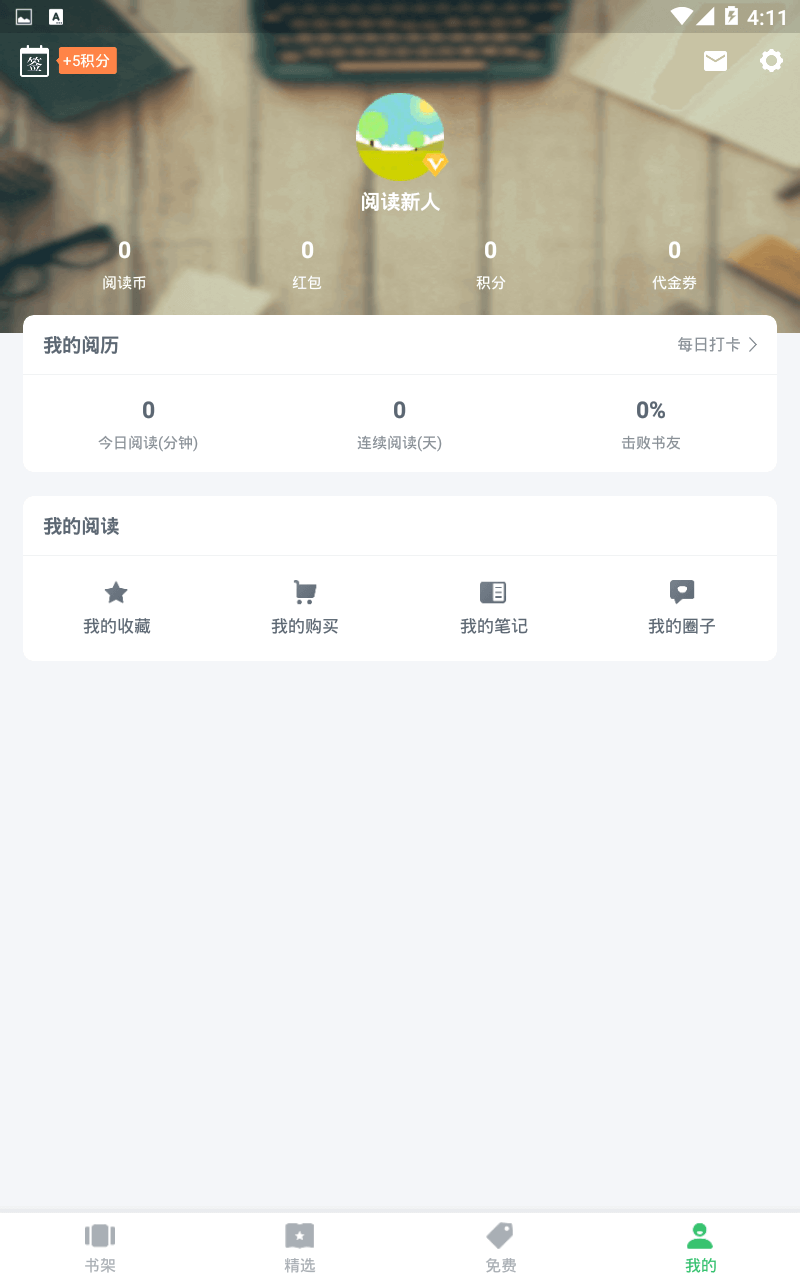 4:11
签 +5积分
阅读新人
0 0 0 0
阅读币 红包 积分 代金券
我的阅历 每日打卡
0 0 0%
今日阅读(分钟) 连续阅读(天) 击败书友
我的阅读
我的收藏 我的购买 我的笔记 我的圈子
书架 精选 免费 我的